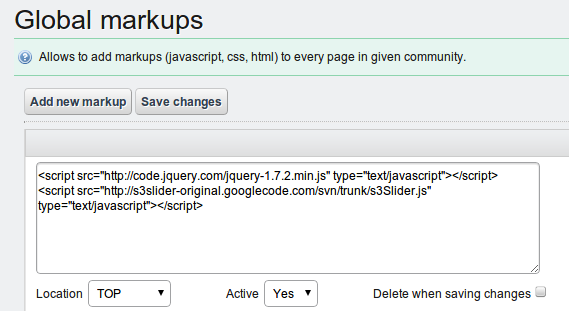 Global markups
Allows to add markups (javascript, css, html) to every page in given community.
Add new markup Save changes
<script src="http://code.jquery.com/jquery-1.7.2.min.js" type="text/javascript"></script>
<script src="http://s3slider-original.googlecode.com/svn/trunk/s3Slider.js"
type="text/javascript"></script>
Location TOP Active Yes Delete when saving changes